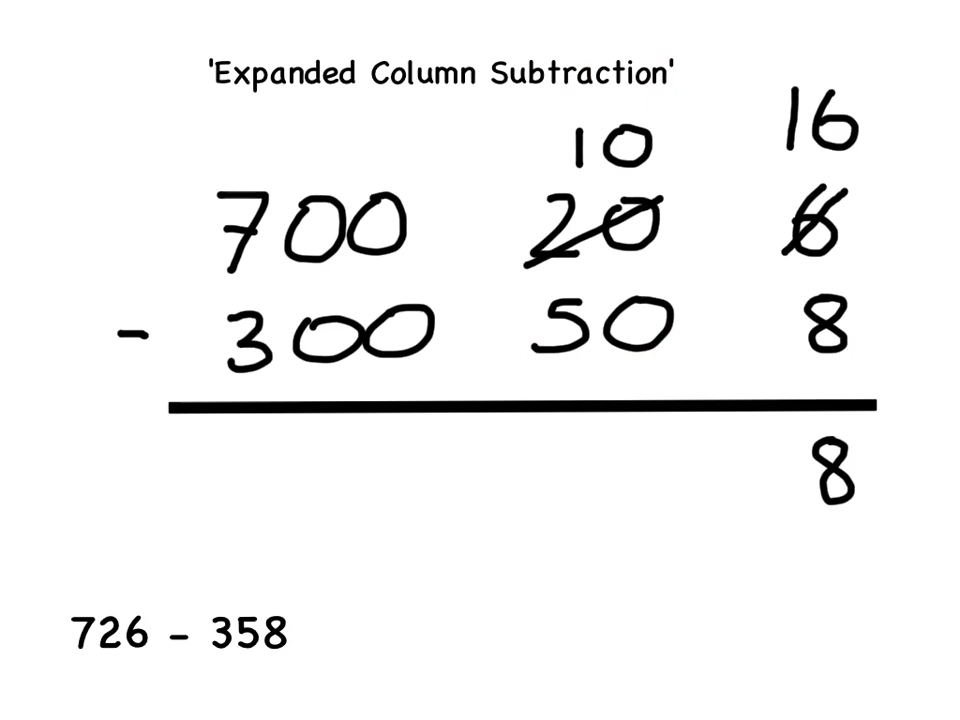 'Expanded Column Subtraction'
10 16
700 20 6
- 300 50 8
8
726 - 358